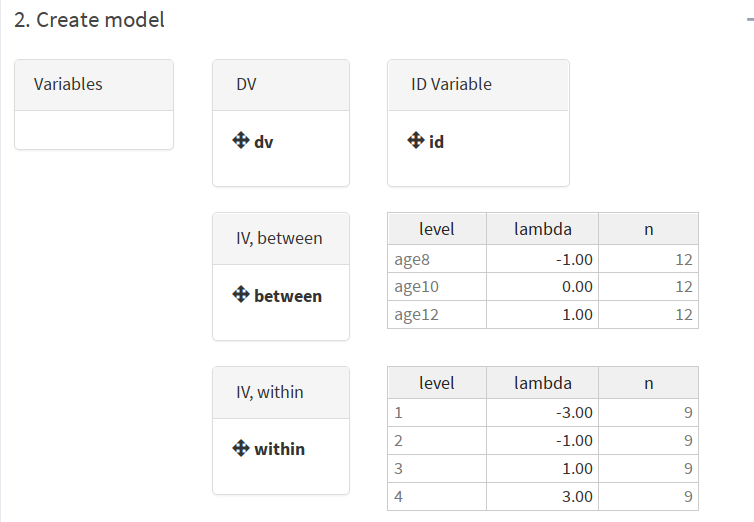 2. Create model
Variables
DV
ID Variable
dv
id
IV, between
between
level lambda n
age8 -1.00 12
age10 0.00 12
age12 1.00 12
IV, within
within
level lambda n
1 -3.00 9
2 -1.00 9
3 1.00 9
4 3.00 9